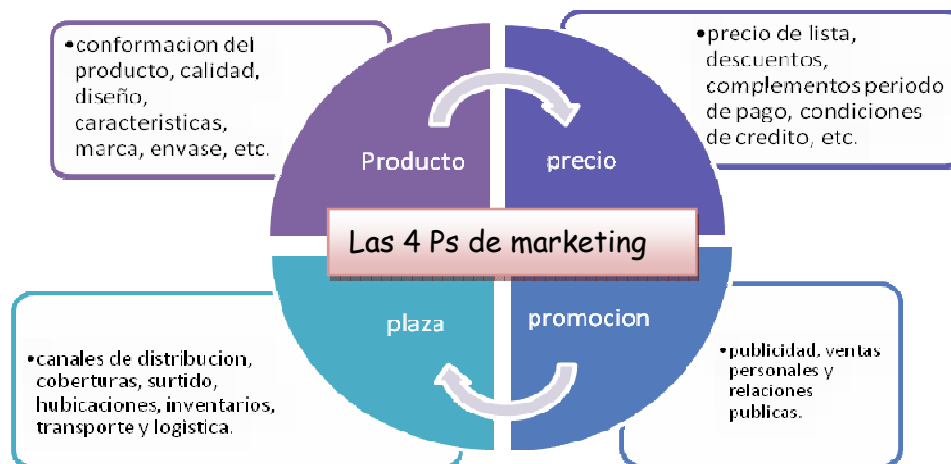 •conformacion del
producto, calidad,
diseño,
caracteristicas,
marca, envase, etc.
•precio de lista,
descuentos,
complementos periodo
de pago, condiciones
de credito, etc.
Producto
precio
Las 4 Ps de marketing
plaza
promocion
•canales de distribucion,
coberturas, surtido,
hubicaciones, inventarios,
transporte y logistica.
•publicidad, ventas
personales y
relaciones
publicas.